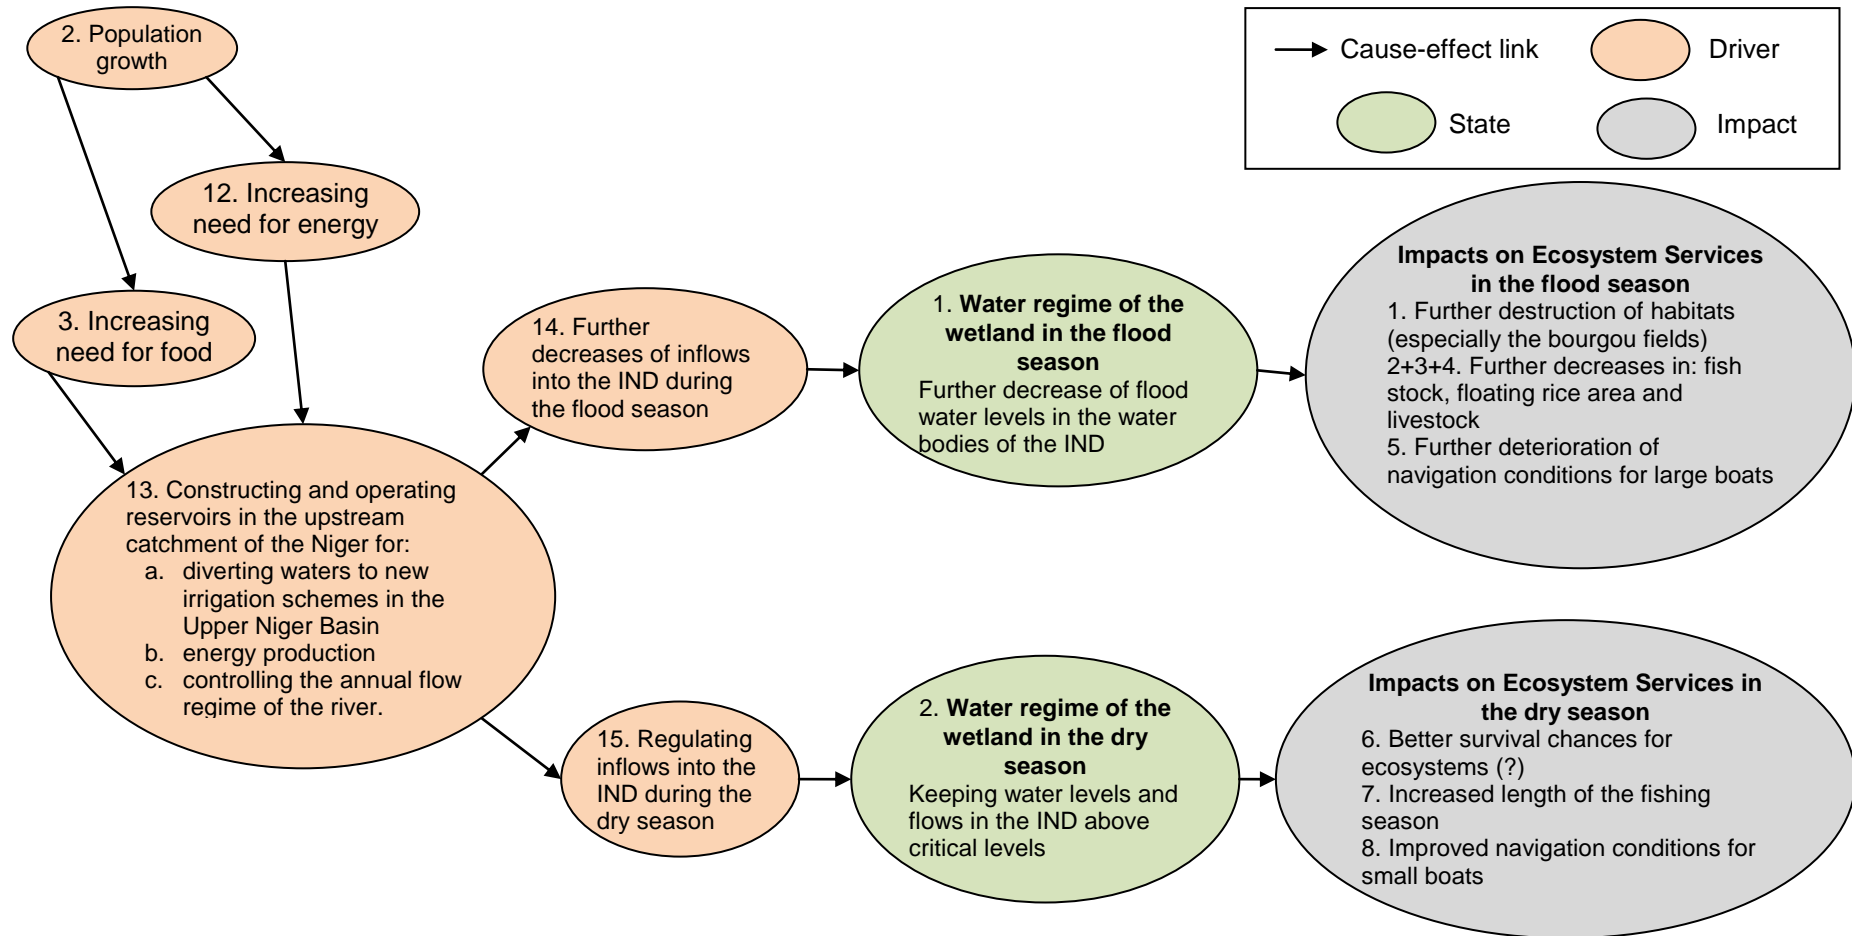 2. Population
growth
Cause-effect link
Driver
State
Impact
12. Increasing
need for energy
3. Increasing
need for food
14. Further
decreases of inflows
into the IND during
the flood season
1. Water regime of the
wetland in the flood
season
Further decrease of flood
water levels in the water
bodies of the IND
Impacts on Ecosystem Services
in the flood season
1. Further destruction of habitats
(especially the bourgou fields)
2+3+4. Further decreases in: fish
stock, floating rice area and
livestock
5. Further deterioration of
navigation conditions for large boats
13. Constructing and operating
reservoirs in the upstream
catchment of the Niger for:
a. diverting waters to new
irrigation schemes in the
Upper Niger Basin
b. energy production
c. controlling the annual flow
regime of the river.
15. Regulating
inflows into the
IND during the
dry season
2. Water regime of the
wetland in the dry
season
Keeping water levels and
flows in the IND above
critical levels
Impacts on Ecosystem Services in
the dry season
6. Better survival chances for
ecosystems (?)
7. Increased length of the fishing
season
8. Improved navigation conditions for
small boats